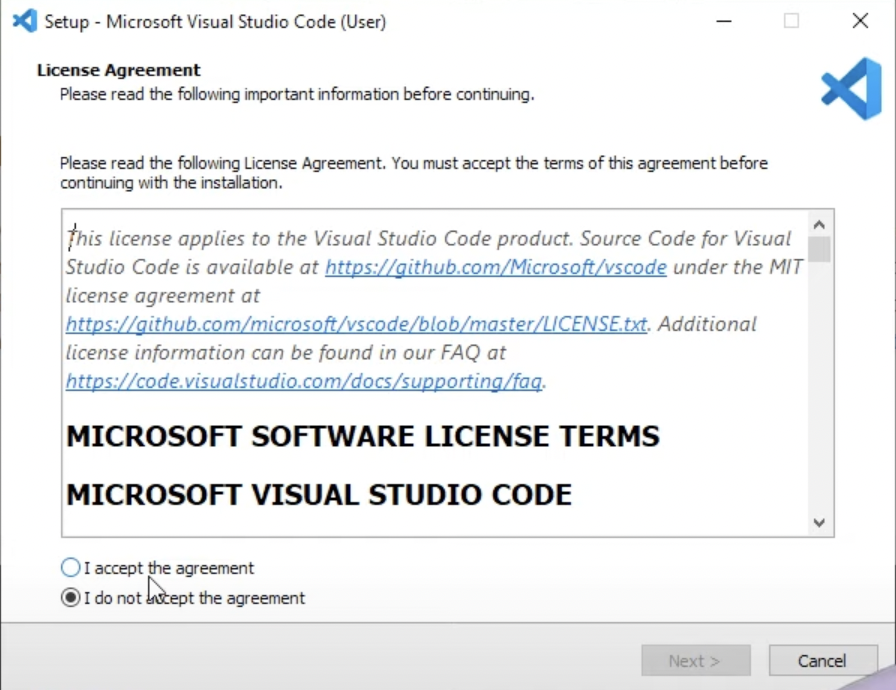 Setup - Microsoft Visual Studio Code (User)
License Agreement
Please read the following important information before continuing.
Please read the following License Agreement. You must accept the terms of this agreement before
continuing with the installation.
This license applies to the Visual Studio Code product. Source Code for Visual
Studio Code is available at https://github.com/Microsoft/vscode under the MIT
license agreement at
https://github.com/microsoft/vscode/blob/master/LICENSE.txt. Additional
license information can be found in our FAQ at
https://code.visualstudio.com/docs/supporting/faq.
MICROSOFT SOFTWARE LICENSE TERMS
MICROSOFT VISUAL STUDIO CODE
I accept the agreement
I do not accept the agreement
Next >
Cancel